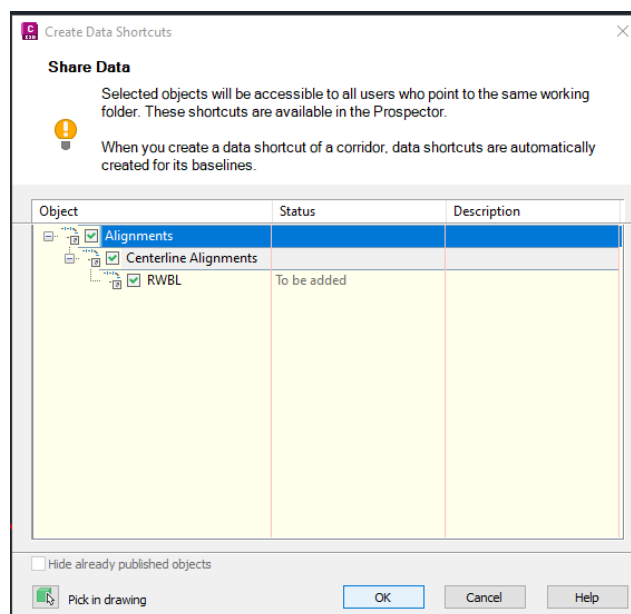 Create Data Shortcuts
Share Data
Selected objects will be accessible to all users who point to the same working
folder. These shortcuts are available in the Prospector.
When you create a data shortcut of a corridor, data shortcuts are automatically
created for its baselines.
Object Status Description
Alignments
Centerline Alignments
RWBL To be added
Hide already published objects
Pick in drawing OK Cancel Help